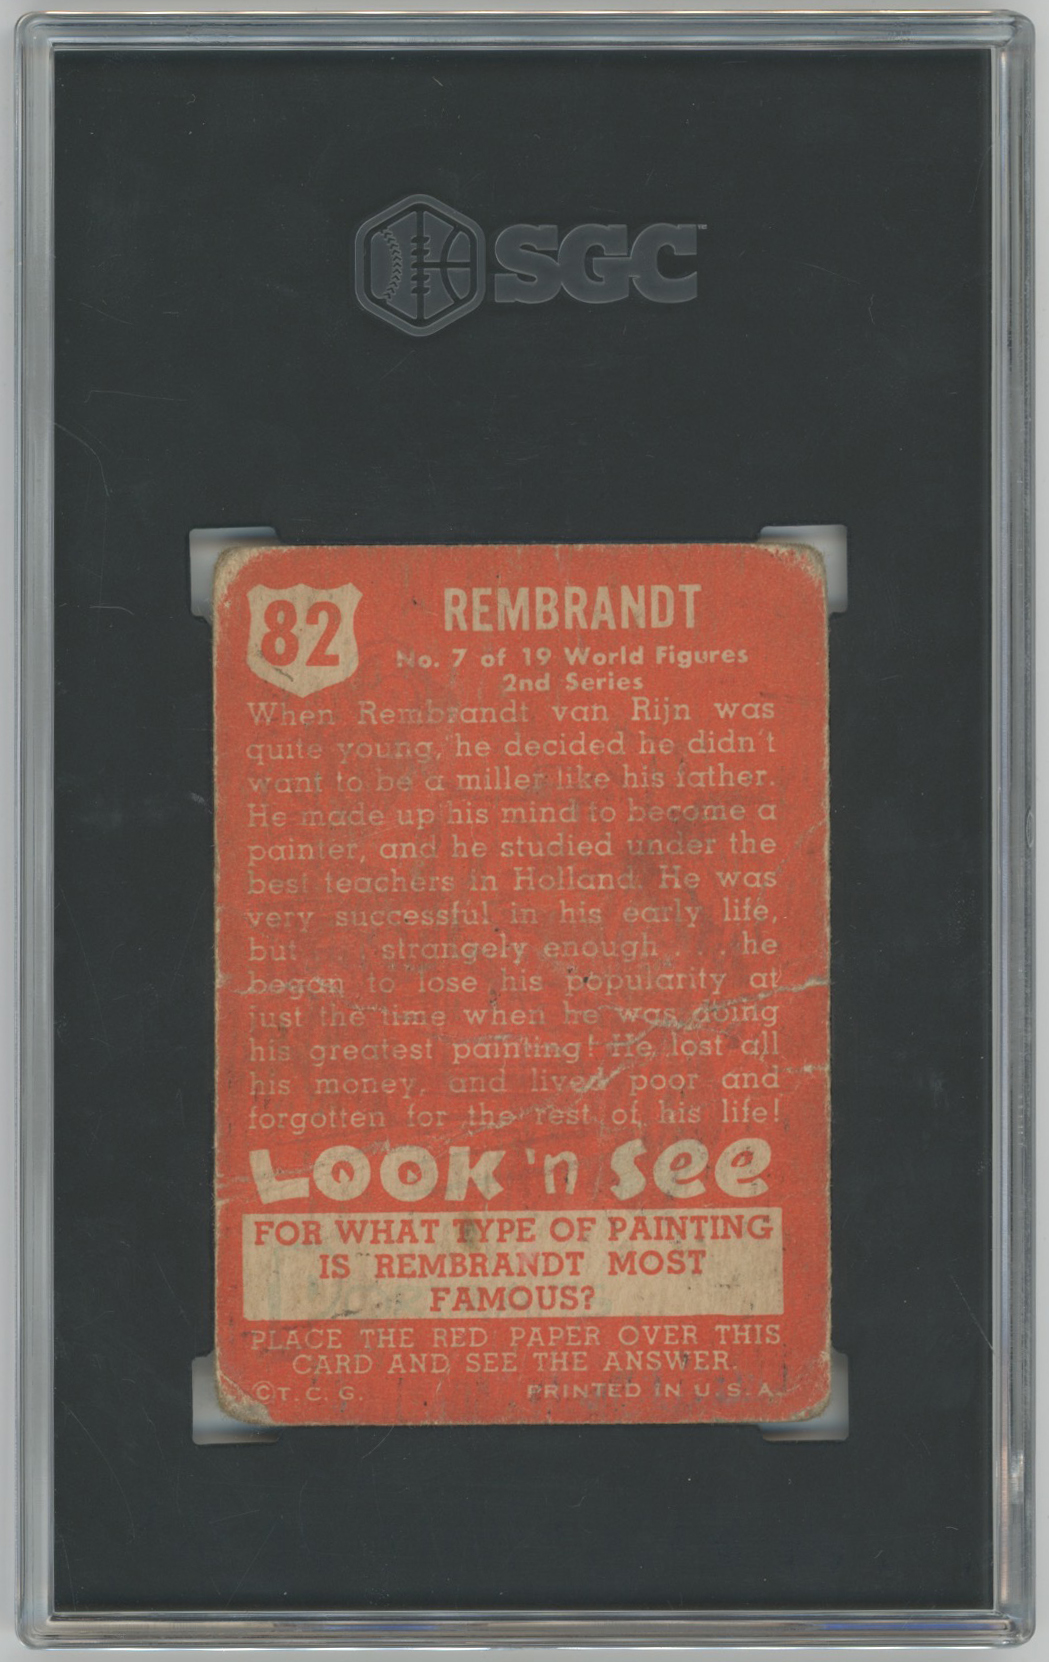 SGC™
82
REMBRANDT
No. 7 of 19 World Figures
2nd Series
When Rembrandt van Rijn was
quite young, he decided he didn't
want to be a miller like his father.
He made up his mind to become a
painter, and he studied under the
best teachers in Holland. He was
very successful in his early life,
but . . . strangely enough . . . he
began to lose his popularity at
just the time when he was doing
his greatest painting! He lost all
his money, and lived poor and
forgotten for the rest of his life!
LOOK 'n See
FOR WHAT TYPE OF PAINTING
IS REMBRANDT MOST
FAMOUS?
PLACE THE RED PAPER OVER THIS
CARD AND SEE THE ANSWER.
©T.C.G. PRINTED IN U.S.A.